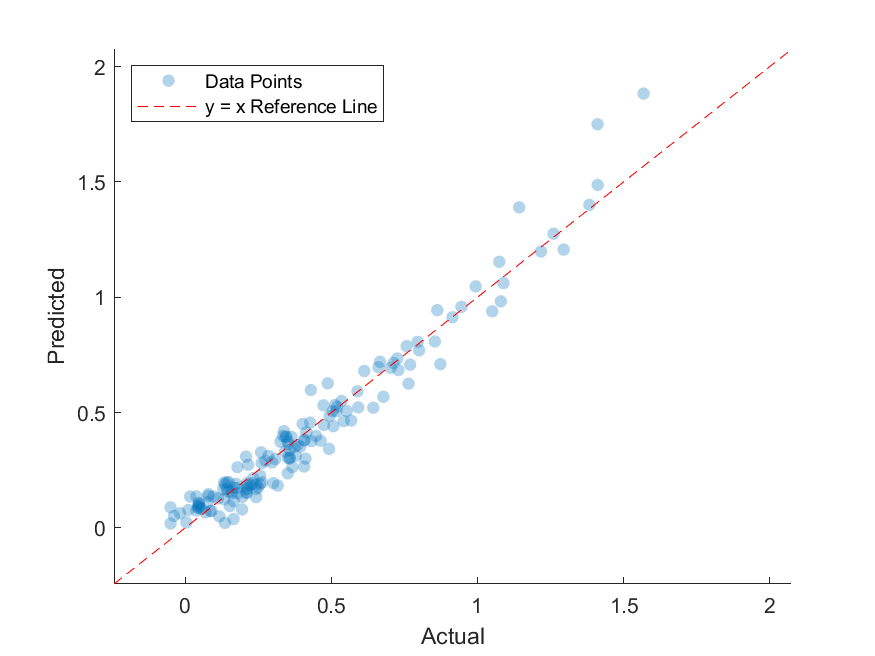 2
Data Points
y = x Reference Line
1.5
Predicted
1
0.5
0
0 0.5 1 1.5 2
Actual